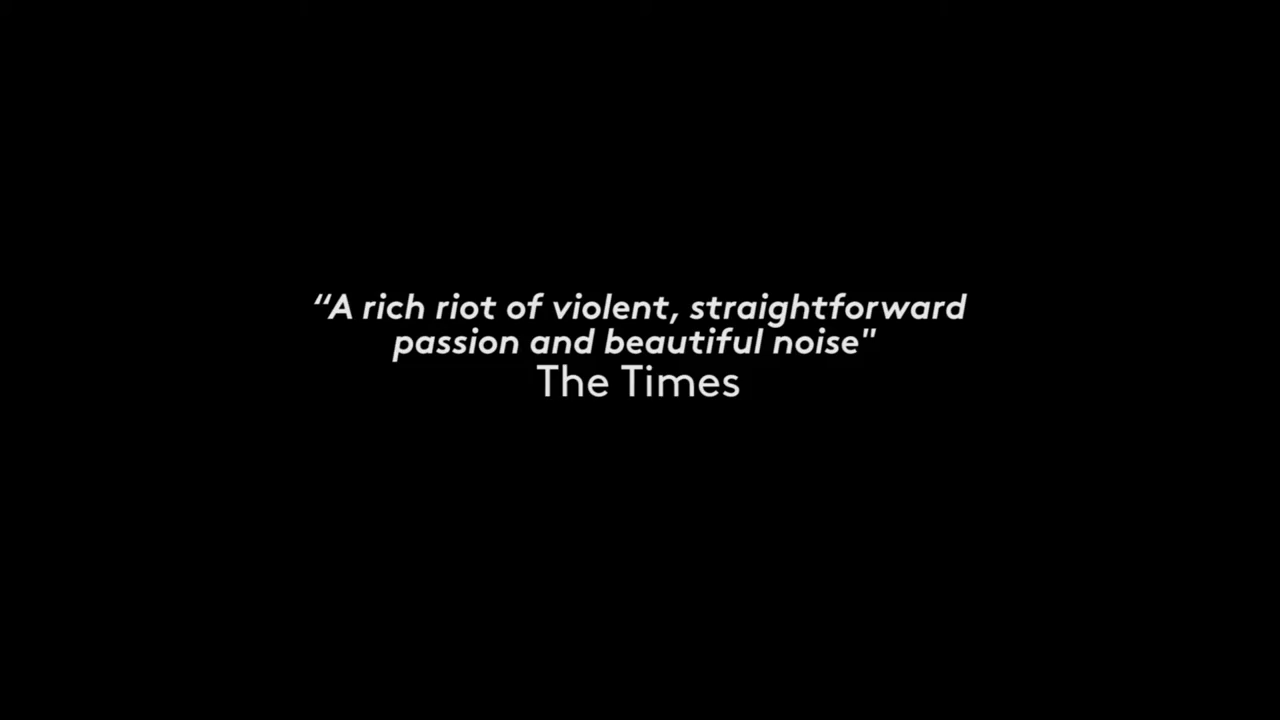 “A rich riot of violent, straightforward
passion and beautiful noise"
The Times